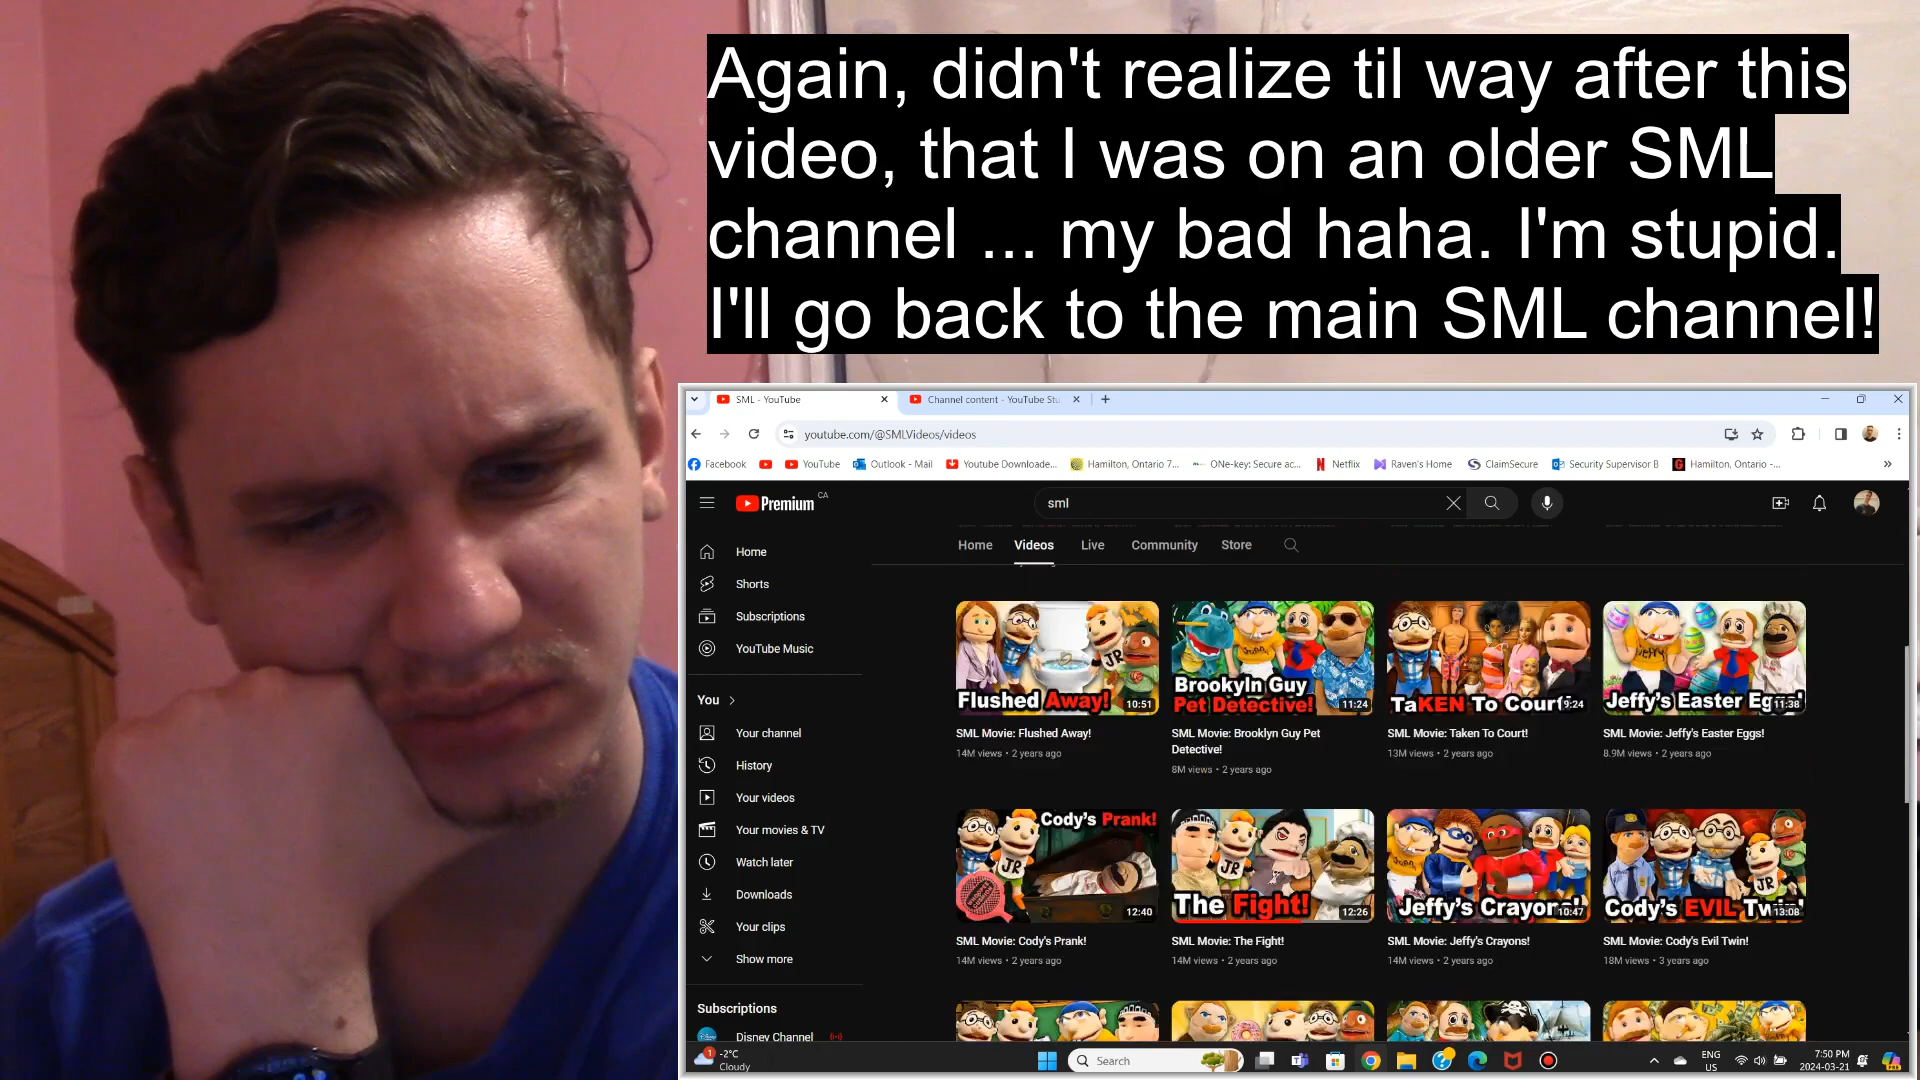 Again, didn't realize til way after this
video, that I was on an older SML
channel ... my bad haha. I'm stupid.
I'll go back to the main SML channel!
SML - YouTube
Channel content - YouTube Stu
youtube.com/@SMLVideos/videos
Facebook
YouTube
Outlook - Mail
Youtube Downloade...
Hamilton, Ontario 7...
ONe-key: Secure ac...
Netflix
Raven's Home
ClaimSecure
Security Supervisor B
Hamilton, Ontario -...
Premium CA
sml
Home Videos Live Community Store
Home
Shorts
Subscriptions
YouTube Music
You
Your channel
History
Your videos
Your movies & TV
Watch later
Downloads
Your clips
Show more
Subscriptions
Disney Channel
JR
Flushed Away!
10:51
SML Movie: Flushed Away!
14M views • 2 years ago
Brooklyn Guy
Pet Detective!
11:24
SML Movie: Brooklyn Guy Pet
Detective!
8M views • 2 years ago
TaKEN To Court!
9:24
SML Movie: Taken To Court!
13M views • 2 years ago
Jeffy's Easter Eg
11:38
SML Movie: Jeffy's Easter Eggs!
8.9M views • 2 years ago
Cody's Prank!
JR
12:40
SML Movie: Cody's Prank!
14M views • 2 years ago
JR
The Fight!
12:26
SML Movie: The Fight!
14M views • 2 years ago
Jeffy's Crayon
10:47
SML Movie: Jeffy's Crayons!
14M views • 2 years ago
JR
Cody's EVIL Tw
13:08
SML Movie: Cody's Evil Twin!
18M views • 3 years ago
1
-2°C
Cloudy
Search
ENG
US
7:50 PM
2024-03-21